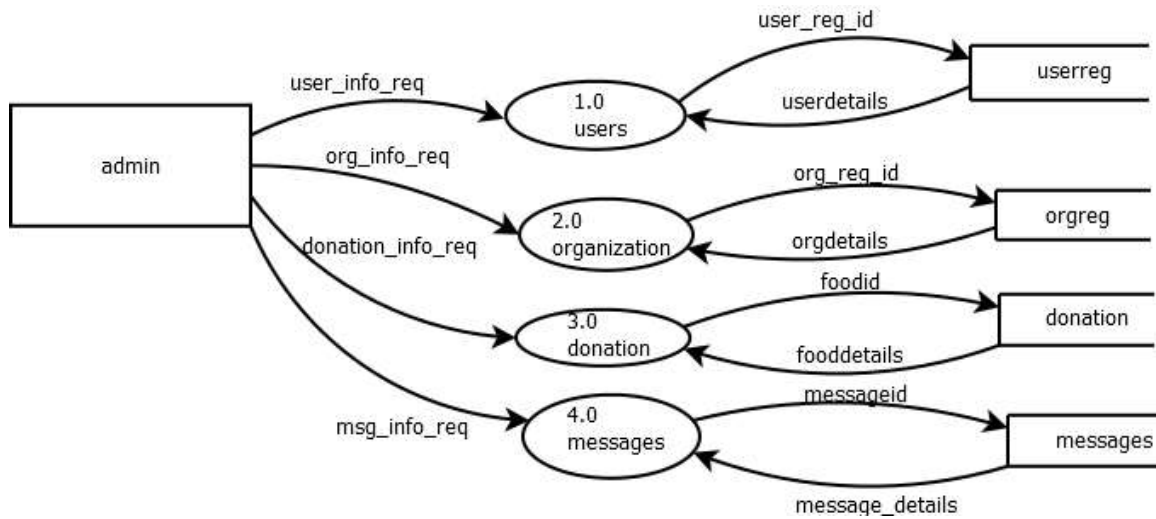 user_reg_id
userreg
user_info_req
1.0
users
userdetails
admin
org_info_req
org_reg_id
2.0
organization
orgreg
orgdetails
donation_info_req
foodid
3.0
donation
donation
fooddetails
messageid
4.0
messages
msg_info_req
messages
message_details